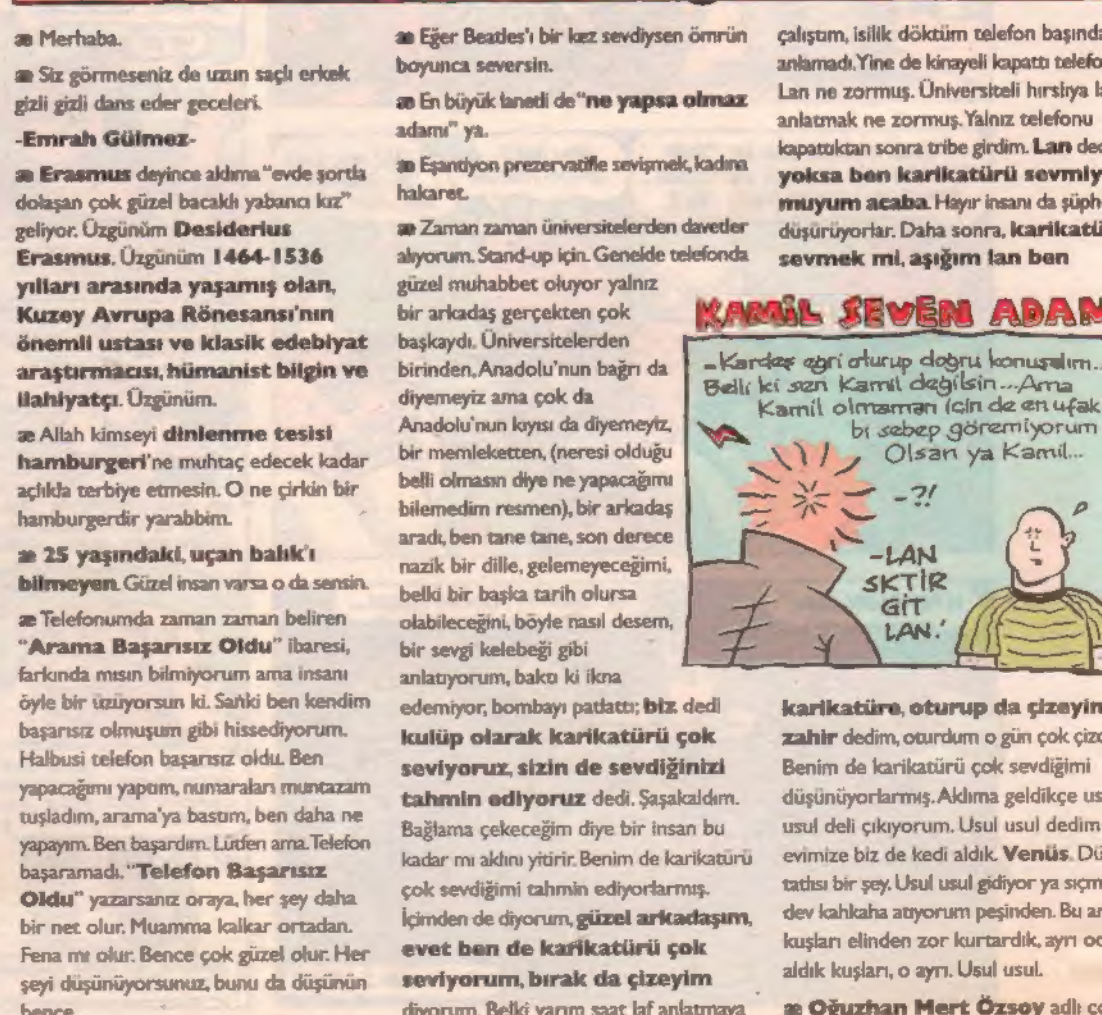 æ Merhaba.
æ Siz görmeseniz de uzun saçlı erkek
gizli gizli dans eder geceleri.
-Emrah Gülmez-
æ Erasmus deyince aklıma "evde şortla
dolaşan çok güzel bacaklı yabancı kız"
geliyor. Üzgünüm Desiderius
Erasmus. Üzgünüm 1464-1536
yılları arasında yaşamış olan,
Kuzey Avrupa Rönesansı'nın
önemli ustası ve klasik edebiyat
araştırmacısı, hümanist bilgin ve
ilahiyatçı. Üzgünüm.
æ Allah kimseyi dinlenme tesisi
hamburgeri'ne muhtaç edecek kadar
açlıkla terbiye etmesin. O ne çirkin bir
hamburgerdir yarabbim.
æ 25 yaşındaki, uçan balık'ı
bilmeyen. Güzel insan varsa o da sensin.
æ Telefonumda zaman zaman beliren
"Arama Başarısız Oldu" ibaresi,
farkında mısın bilmiyorum ama insanı
öyle bir üzüyorsun ki. Sanki ben kendim
başarısız olmuşum gibi hissediyorum.
Halbusi telefon başarısız oldu. Ben
yapacağımı yaptım, numaraları muntazam
tuşladım, arama'ya bastım, ben daha ne
yapayım. Ben başardım. Lütfen ama. Telefon
başaramadı. "Telefon Başarısız
Oldu" yazarsanız oraya, her şey daha
bir net olur. Muamma kalkar ortadan.
Fena mı olur. Bence çok güzel olur. Her
şeyi düşünüyorsunuz, bunu da düşünün
bence.
æ Eğer Beatles'ı bir kez sevdiysen ömrün
boyunca seversin.
æ En büyük laneti de "ne yapsa olmaz
adamı" ya.
æ Eşantiyon prezervatifle sevişmek, kadına
hakaret.
æ Zaman zaman üniversitelerden davetler
alıyorum. Stand-up için. Genelde telefonda
güzel muhabbet oluyor yalnız
bir arkadaş gerçekten çok
başkaydı. Üniversitelerden
birinden, Anadolu'nun bağrı da
diyemeyiz ama çok da
Anadolu'nun kıyısı da diyemeyiz,
bir memleketten, (neresi olduğu
belli olmasın diye ne yapacağımı
bilemedim resmen), bir arkadaş
aradı, ben tane tane, son derece
nazik bir dille, gelemeyeceğimi,
belki bir başka tarih olursa
olabileceğini, böyle nasıl desem,
bir sevgi kelebeği gibi
anlatıyorum, baktı ki ikna
edemiyor, bombayı patlattı; biz dedi
kulüp olarak karikatürü çok
seviyoruz, sizin de sevdiğinizi
tahmin ediyoruz dedi. Şaşakaldım.
Bağlama çekeceğim diye bir insan bu
kadar mı aklını yitirir. Benim de karikatürü
çok sevdiğimi tahmin ediyorlarmış.
İçimden de diyorum, güzel arkadaşım,
evet ben de karikatürü çok
seviyorum, bırak da çizeyim
diyorum. Belki yarım saat laf anlatmaya
çalıştım, isilik döktüm telefon başında
anlamadı. Yine de kinayeli kapattı
Lan ne zormuş. Üniversiteli hırslıya
anlatmak ne zormuş. Yalnız telefonu
kapattıktan sonra tribe girdim. Lan
yoksa ben karikatürü
muyum acaba. Hayır insanı da
düşürüyorlar. Daha sonra,
sevmek mi, aşığım lan ben
KAMİL SEVEN ADAM
- Kardeş eğri oturup doğru konuşalım...
Belli ki sen Kamil değilsin... Ama
Kamil olmaman için de en ufak
bi sebep göremiyorum
Olsan ya Kamil...
-?!
-LAN
SKTİR
GİT
LAN!
karikatüre, oturup da çizeyim
zahir dedim, oturdum o gün çok
Benim de karikatürü çok sevdiğimi
düşünüyorlarmış. Aklıma geldikçe
usul deli çıkıyorum. Usul usul dedim
evimize biz de kedi aldık. Venüs.
tatlısı bir şey. Usul usul gidiyor ya
dev kahkaha atıyorum peşinden. Bu
kuşları elinden zor kurtardık, ayrı
aldık kuşları, o ayrı. Usul usul.
æ Oğuzhan Mert Özsoy adlı